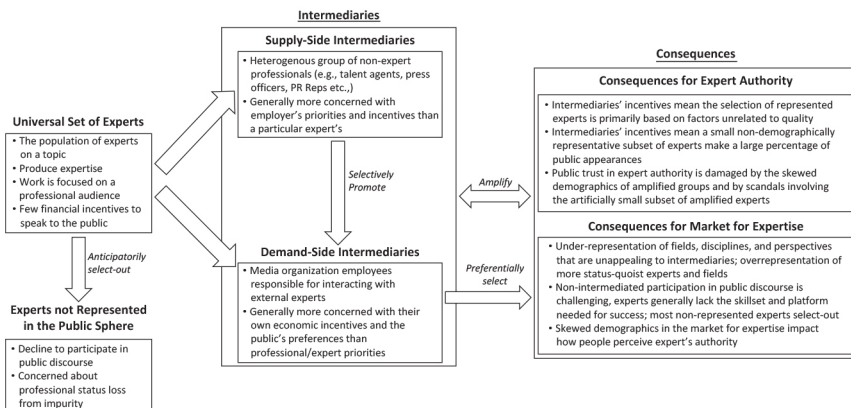 Intermediaries
Supply-Side Intermediaries
• Heterogenous group of non-expert
professionals (e.g., talent agents, press
officers, PR Reps etc.,)
• Generally more concerned with
employer's priorities and incentives than
a particular expert's
Universal Set of Experts
• The population of experts
on a topic
• Produce expertise
• Work is focused on a
professional audience
• Few financial incentives to
speak to the public
Anticipatorily
select-out
Experts not Represented
in the Public Sphere
• Decline to participate in
public discourse
• Concerned about
professional status loss
from impurity
Selectively
Promote
Demand-Side Intermediaries
• Media organization employees
responsible for interacting with
external experts
• Generally more concerned with their
own economic incentives and the
public's preferences than
professional/expert priorities
Amplify
Preferentially
select
Consequences
Consequences for Expert Authority
• Intermediaries' incentives mean the selection of represented
experts is primarily based on factors unrelated to quality
• Intermediaries' incentives mean a small non-demographically
representative subset of experts make a large percentage of
public appearances
• Public trust in expert authority is damaged by the skewed
demographics of amplified groups and by scandals involving
the artificially small subset of amplified experts
Consequences for Market for Expertise
• Under-representation of fields, disciplines, and perspectives
that are unappealing to intermediaries; overrepresentation of
more status-quoist experts and fields
• Non-intermediated participation in public discourse is
challenging, experts generally lack the skillset and platform
needed for success; most non-represented experts select-out
• Skewed demographics in the market for expertise impact
how people perceive expert's authority